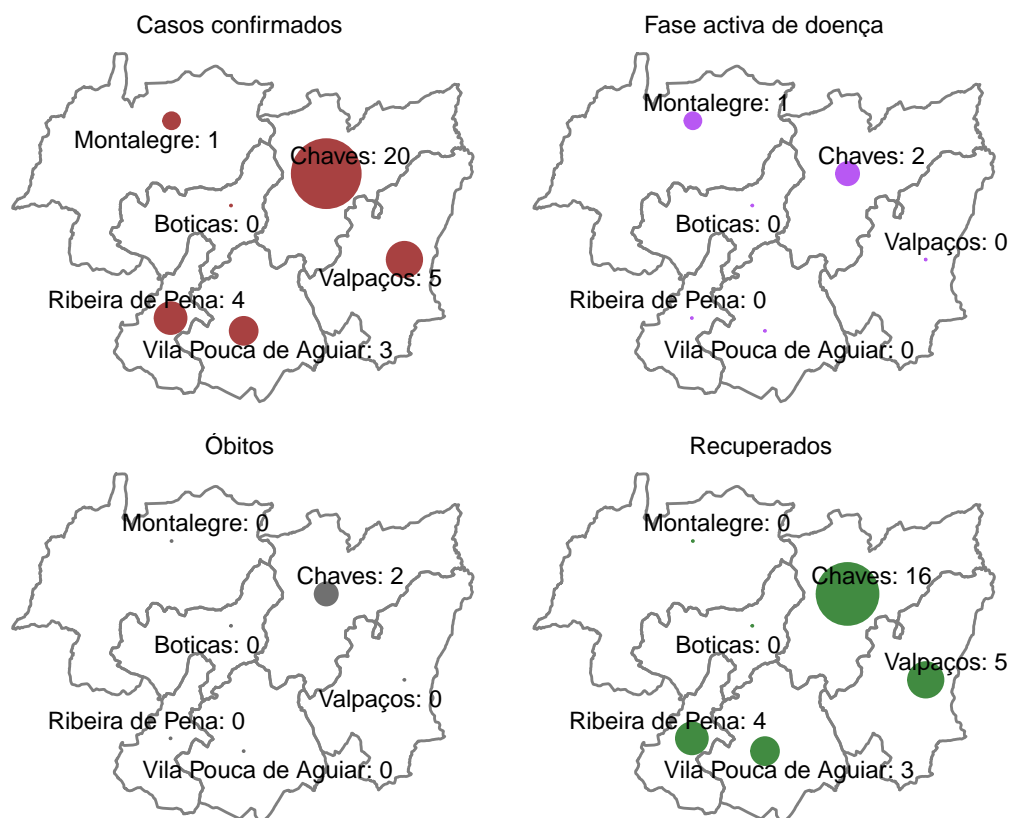 Casos confirmados
Montalegre: 1
Chaves: 20
Boticas: 0
Valpaços: 5
Ribeira de Pena: 4
Vila Pouca de Aguiar: 3
Fase activa de doença
Montalegre: 1
Chaves: 2
Boticas: 0
Valpaços: 0
Ribeira de Pena: 0
Vila Pouca de Aguiar: 0
Óbitos
Montalegre: 0
Chaves: 2
Boticas: 0
Valpaços: 0
Ribeira de Pena: 0
Vila Pouca de Aguiar: 0
Recuperados
Montalegre: 0
Chaves: 16
Boticas: 0
Valpaços: 5
Ribeira de Pena: 4
Vila Pouca de Aguiar: 3